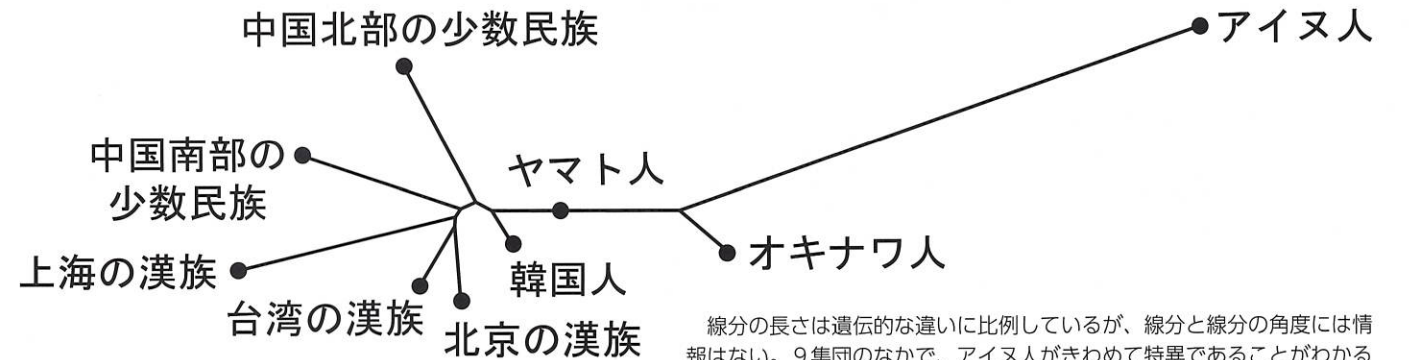 中国北部の少数民族
アイヌ人
中国南部の
少数民族
ヤマト人
上海の漢族
韓国人
オキナワ人
台湾の漢族
北京の漢族
線分の長さは遺伝的な違いに比例しているが、線分と線分の角度には情
報はない。9集団のなかで、アイヌ人がきわめて特異であることがわかる